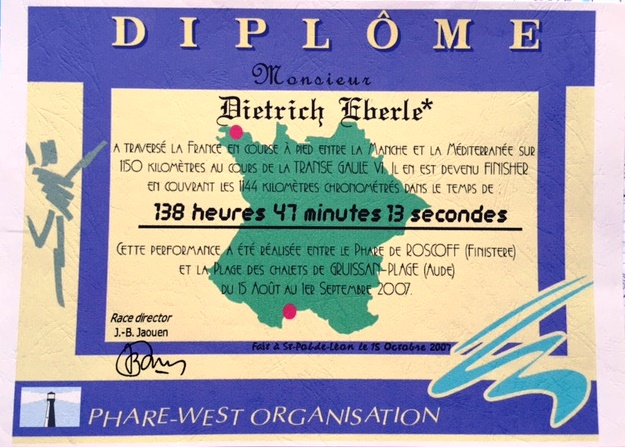 DIPLÔME
Monsieur
Dietrich Eberle*
A TRAVERSÉ LA FRANCE EN COURSE À PIED ENTRE LA MANCHE ET LA MÉDITERRANÉE SUR
1150 KILOMÈTRES AU COURS DE LA TRANSE GAULE VI. IL EN EST DEVENU FINISHER
EN COUVRANT LES 1144 KILOMÈTRES CHRONOMÉTRÉS DANS LE TEMPS DE :
138 heures 47 minutes 13 secondes
CETTE PERFORMANCE A ÉTÉ RÉALISÉE ENTRE LE PHARE DE ROSCOFF (FINISTERE)
ET LA PLAGE DES CHALETS DE GRUISSAN-PLAGE (AUDE)
DU 15 AOÛT AU 1ER SEPTEMBRE 2007.
Race director
J.-B. Jaouen
Fait à St-Pol-de-Léon le 15 Octobre 2007
PHARE-WEST ORGANISATION